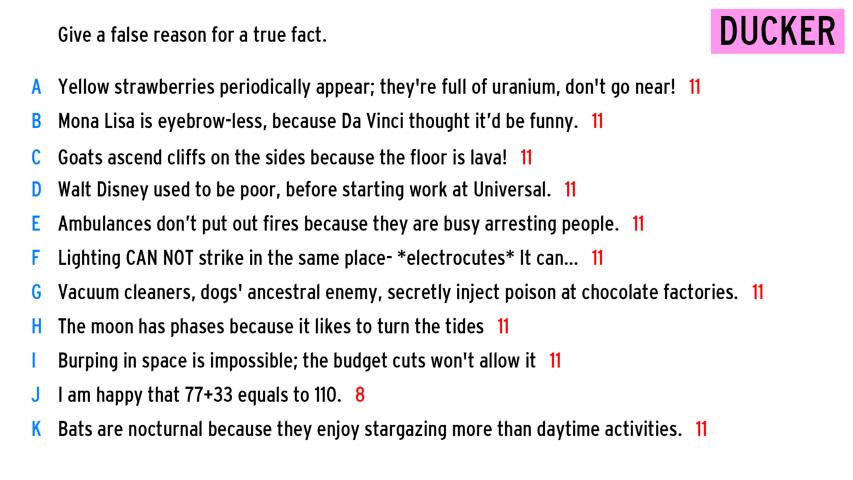 Give a false reason for a true fact.
DUCKER
A Yellow strawberries periodically appear; they're full of uranium, don't go near! 11
B Mona Lisa is eyebrow-less, because Da Vinci thought it’d be funny. 11
C Goats ascend cliffs on the sides because the floor is lava! 11
D Walt Disney used to be poor, before starting work at Universal. 11
E Ambulances don’t put out fires because they are busy arresting people. 11
F Lighting CAN NOT strike in the same place- *electrocutes* It can... 11
G Vacuum cleaners, dogs' ancestral enemy, secretly inject poison at chocolate factories. 11
H The moon has phases because it likes to turn the tides 11
I Burping in space is impossible; the budget cuts won't allow it 11
J I am happy that 77+33 equals to 110. 8
K Bats are nocturnal because they enjoy stargazing more than daytime activities. 11